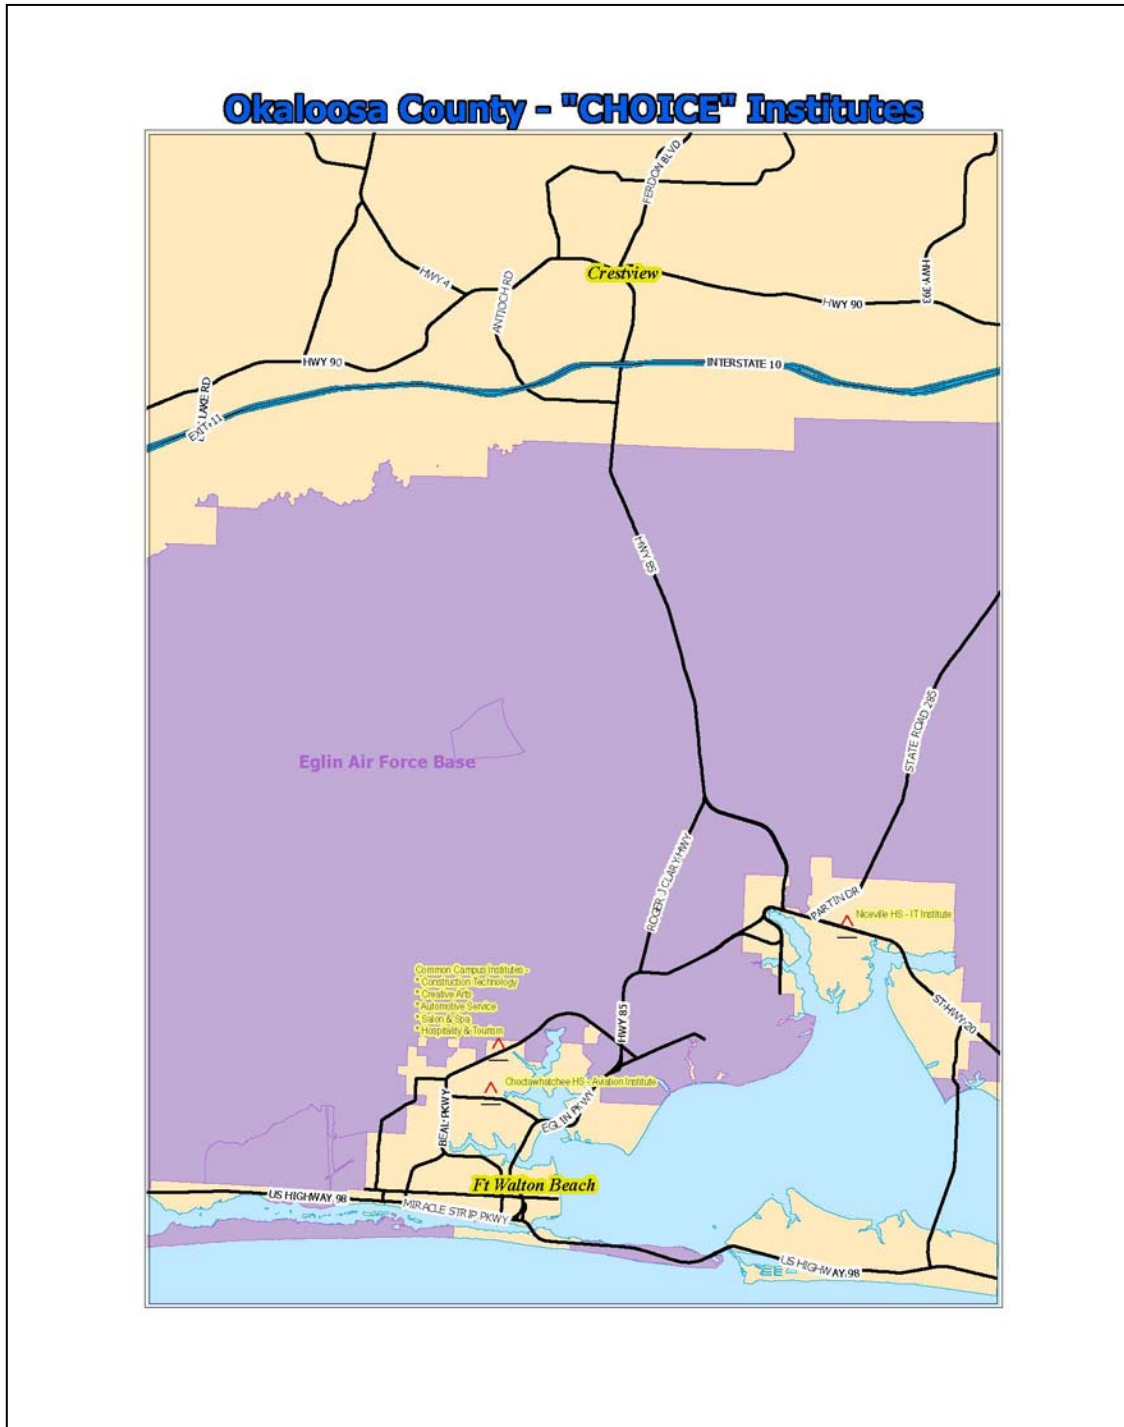 Okaloosa County - "CHOICE" Institutes
FERDON BLVD
Crestview
HWY 4
ANTIOCH RD
HWY 393
HWY 90
HWY 90
INTERSTATE 10
LAKE RD
EXIT 11
HWY 85
STATE ROAD 285
Eglin Air Force Base
ROGER J CLARY HWY
PARTIN DR
Niceville HS - IT Institute
Common Campus Institutes -
* Construction Technology
* Creative Arts
* Automotive Service
* Salon & Spa
* Hospitality & Tourism
HWY 85
ST HWY 20
Choctawhatchee HS - Aviation Institute
BEAL PKWY
EGLIN PKWY
Ft Walton Beach
US HIGHWAY 98
MIRACLE STRIP PKWY
US HIGHWAY 98